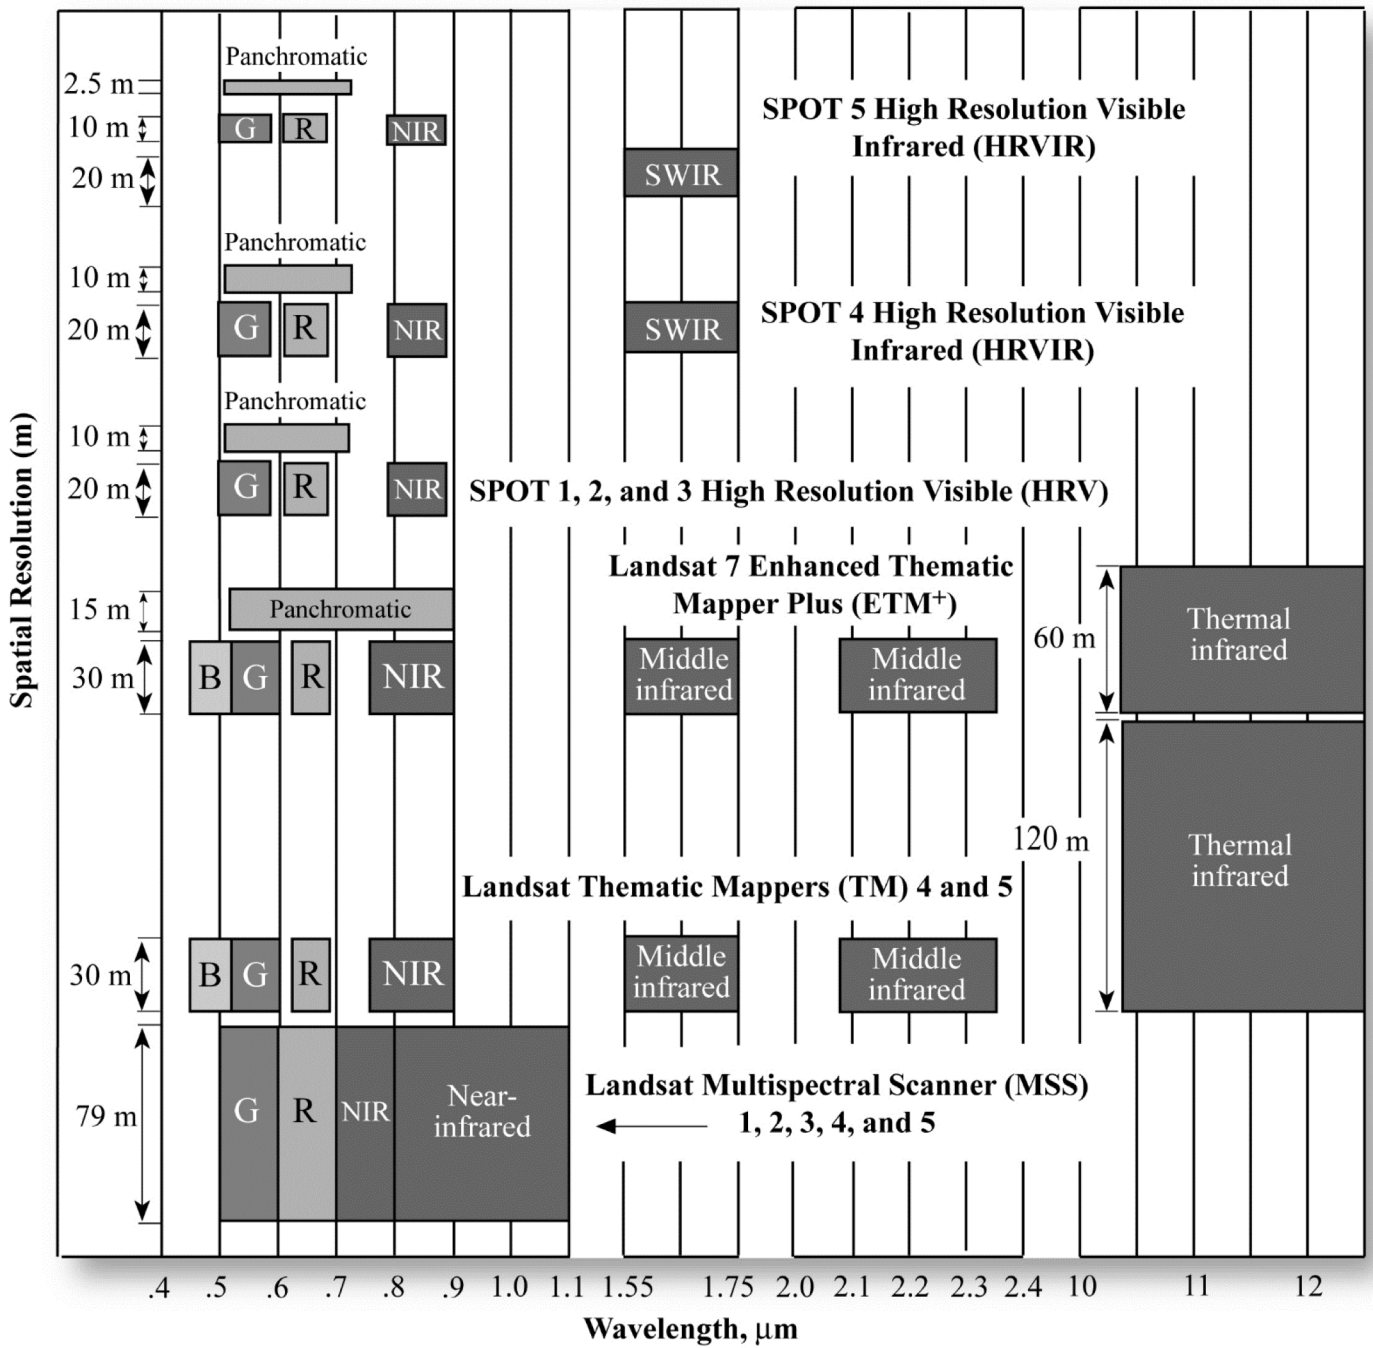 Panchromatic
2.5 m
10 m
G
R
NIR
SPOT 5 High Resolution Visible
Infrared (HRVIR)
20 m
SWIR
Panchromatic
10 m
20 m
G
R
NIR
SWIR
SPOT 4 High Resolution Visible
Infrared (HRVIR)
Panchromatic
10 m
20 m
G
R
NIR
SPOT 1, 2, and 3 High Resolution Visible (HRV)
Spatial Resolution (m)
Landsat 7 Enhanced Thematic
Mapper Plus (ETM⁺)
15 m
Panchromatic
30 m
B
G
R
NIR
Middle
infrared
Middle
infrared
60 m
Thermal
infrared
120 m
Thermal
infrared
Landsat Thematic Mappers (TM) 4 and 5
30 m
B
G
R
NIR
Middle
infrared
Middle
infrared
79 m
G
R
NIR
Near-
infrared
Landsat Multispectral Scanner (MSS)
1, 2, 3, 4, and 5
.4 .5 .6 .7 .8 .9 1.0 1.1 1.55 1.75 2.0 2.1 2.2 2.3 2.4 10 11 12
Wavelength, μm